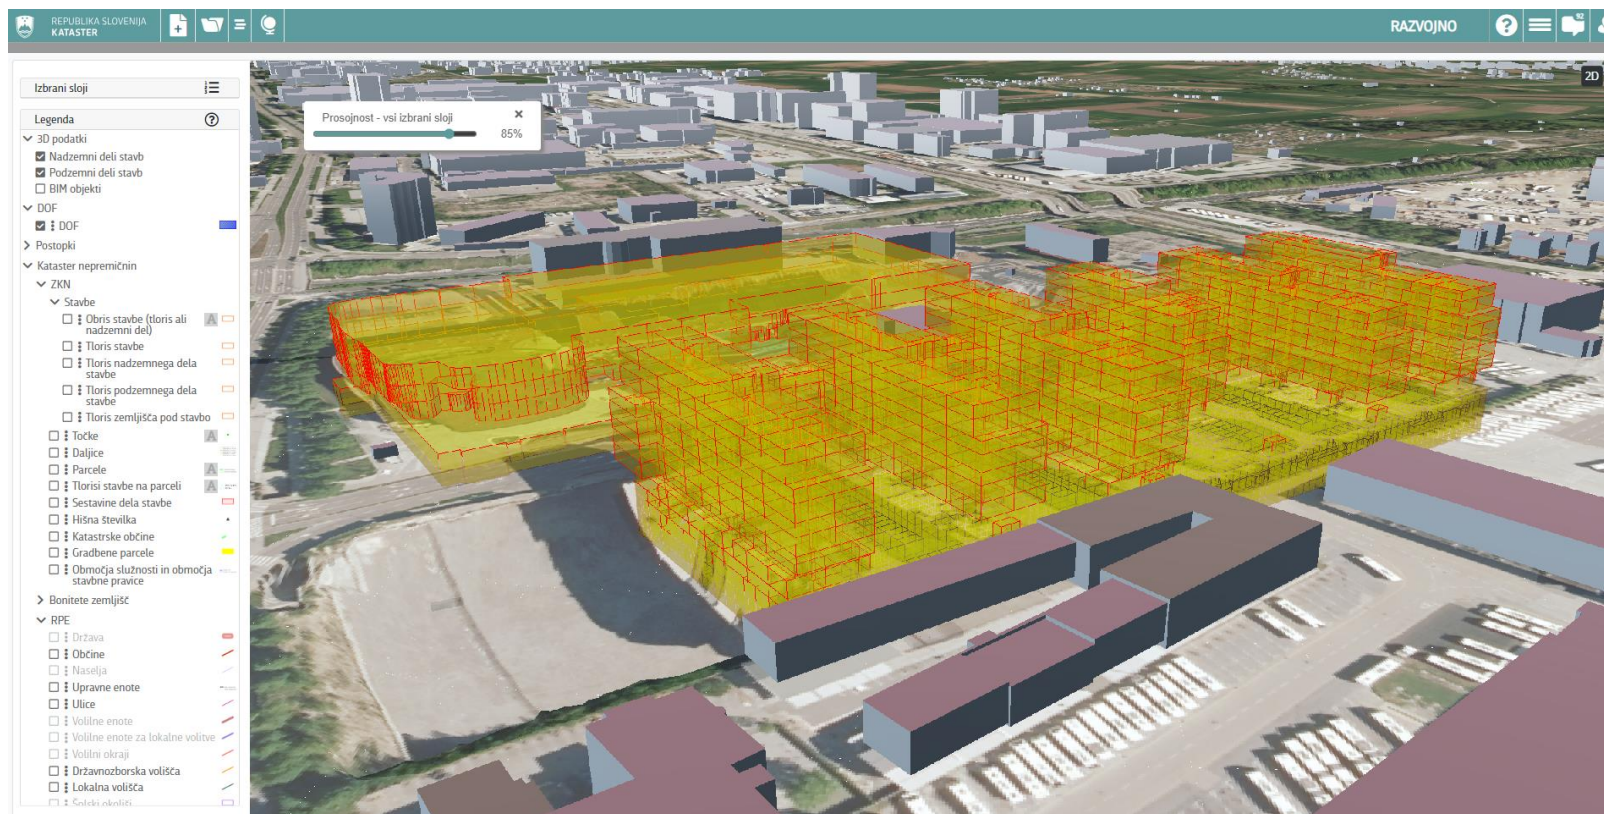 REPUBLIKA SLOVENIJA
KATASTER
RAZVOJNO
92
2D
Izbrani sloji
Legenda
3D podatki
Nadzemni deli stavb
Podzemni deli stavb
BIM objekti
DOF
DOF
Postopki
Kataster nepremičnin
ZKN
Stavbe
Obris stavbe (tloris ali
nadzemni del)
Tloris stavbe
Tloris nadzemnega dela
stavbe
Tloris podzemnega dela
stavbe
Tloris zemljišča pod stavbo
Točke
Daljice
Parcele
Tlorisi stavbe na parceli
Sestavine dela stavbe
Hišna številka
Katastrske občine
Gradbene parcele
Območja služnosti in območja
stavbne pravice
Bonitete zemljišč
RPE
Država
Občine
Naselja
Upravne enote
Ulice
Volilne enote
Volilne enote za lokalne volitve
Volilni okraji
Državnozborska volišča
Lokalna volišča
Šolski okoliši
Prosojnost - vsi izbrani sloji
85%